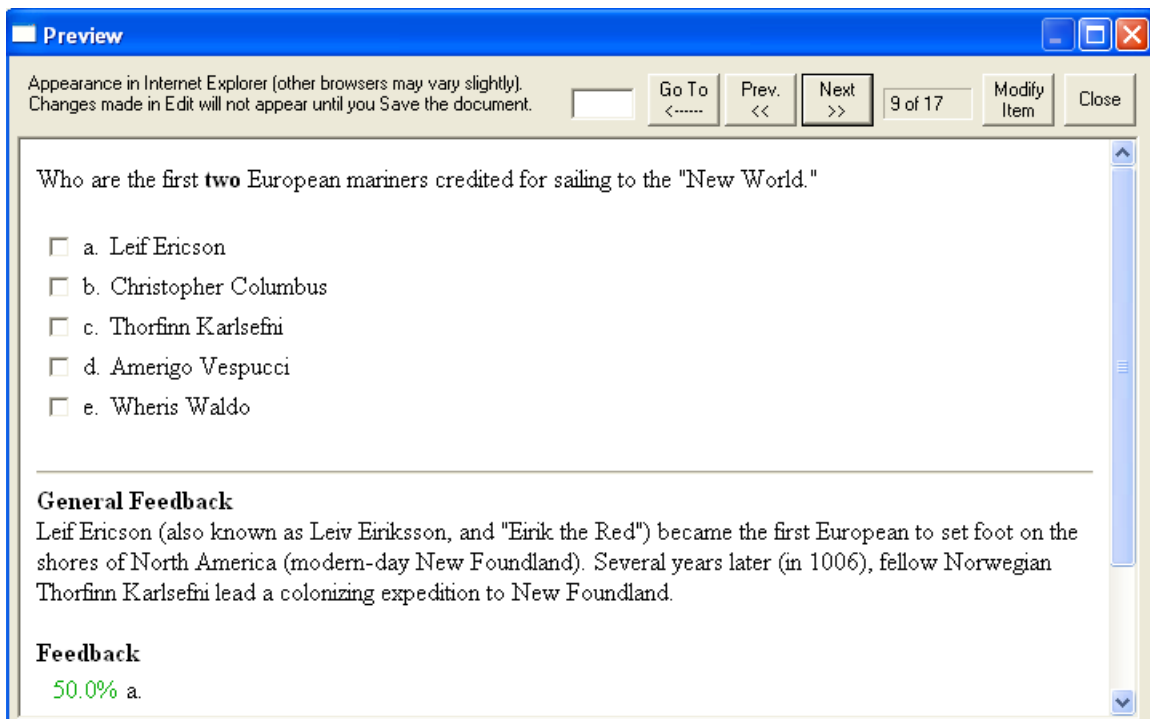 Preview
Appearance in Internet Explorer (other browsers may vary slightly).
Changes made in Edit will not appear until you Save the document.
Go To
<------
Prev.
<<
Next
>>
9 of 17
Modify
Item
Close
Who are the first two European mariners credited for sailing to the "New World."
a. Leif Ericson
b. Christopher Columbus
c. Thorfinn Karlsefni
d. Amerigo Vespucci
e. Wheris Waldo
General Feedback
Leif Ericson (also known as Leiv Eiriksson, and "Eirik the Red") became the first European to set foot on the
shores of North America (modern-day New Foundland). Several years later (in 1006), fellow Norwegian
Thorfinn Karlsefni lead a colonizing expedition to New Foundland.
Feedback
50.0% a.